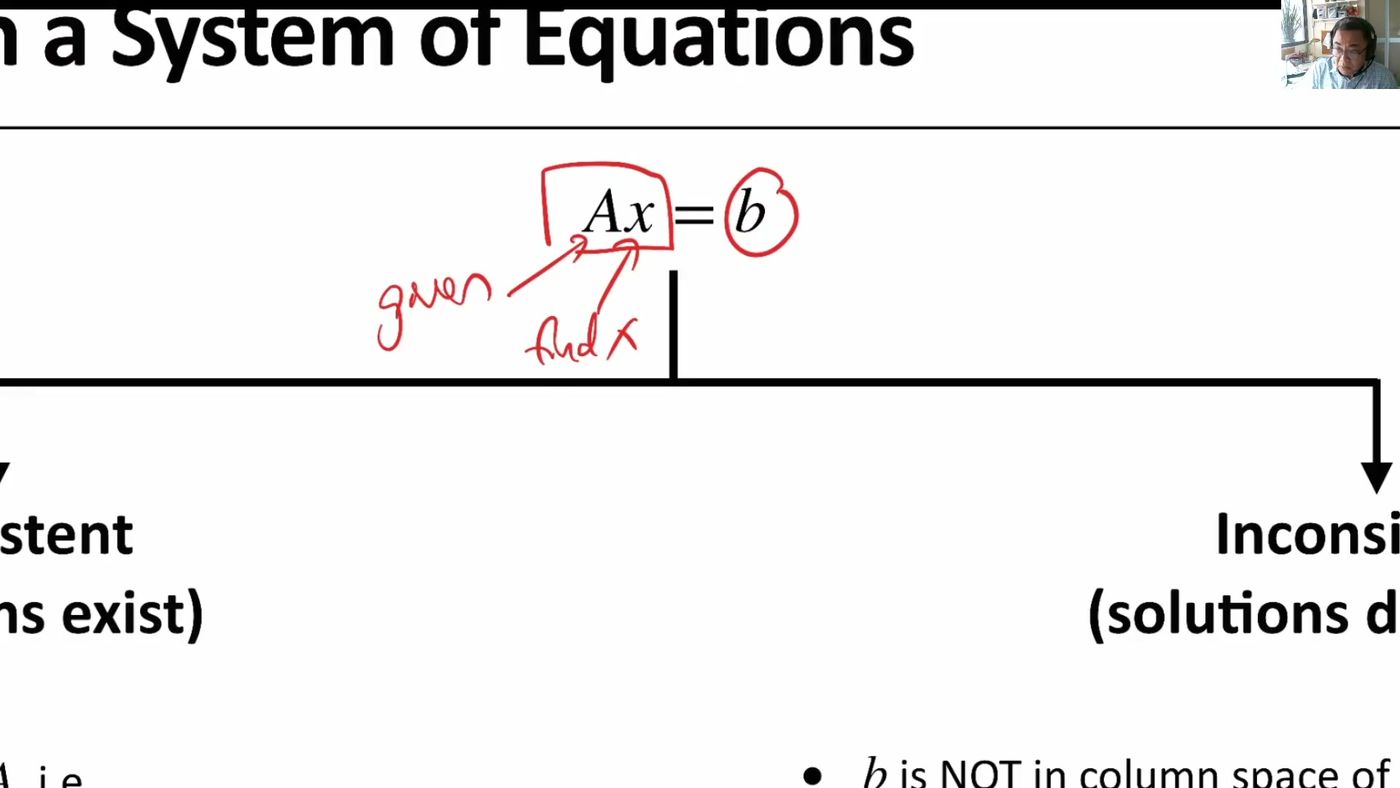 a System of Equations
Ax = b
given
find x
stent
ns exist)
Inconsi
(solutions d
A i.e
• b is NOT in column space of